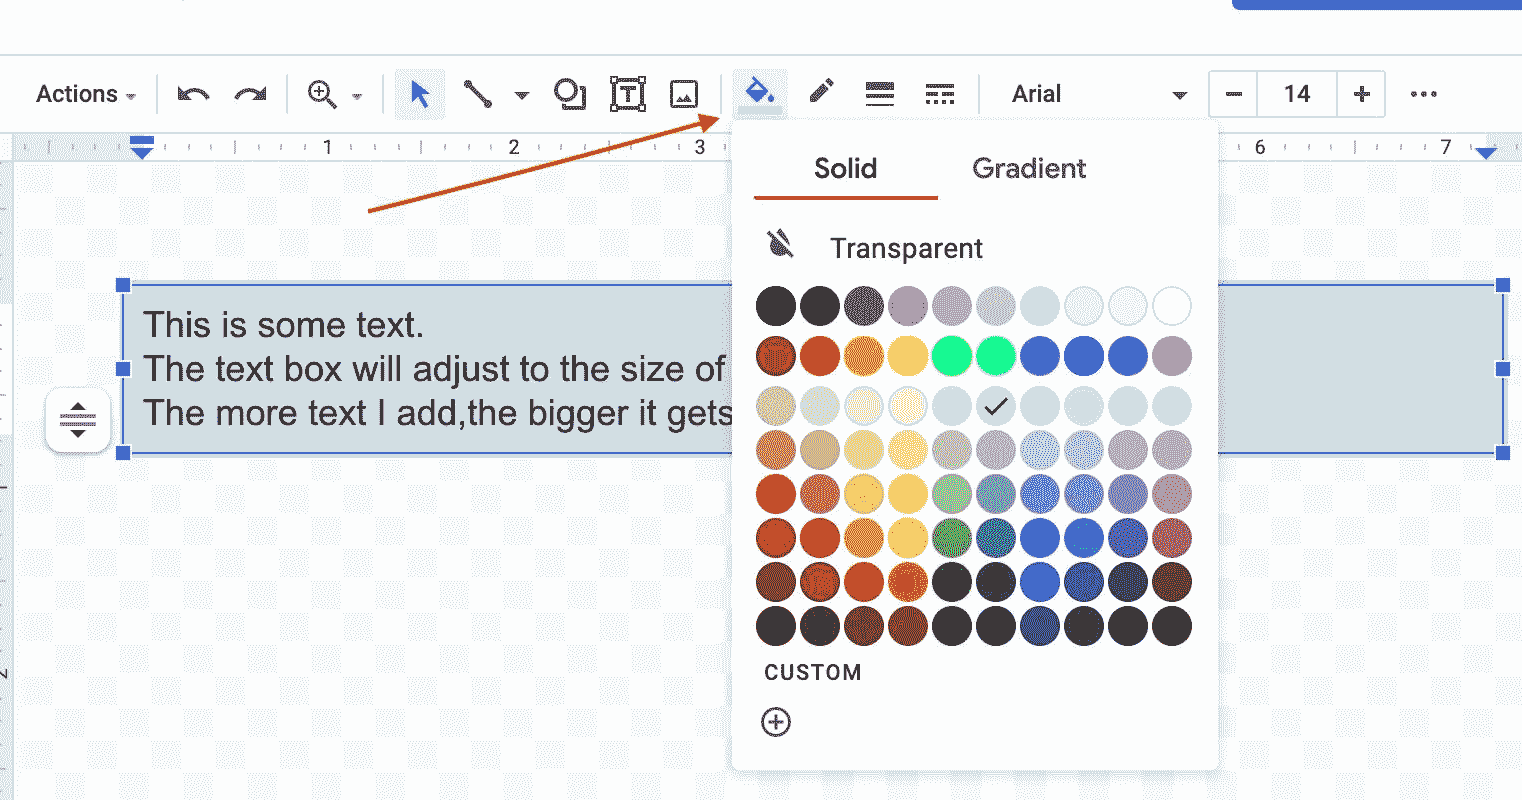 Actions
Arial
14
1
2
3
6
7
Solid
Gradient
Transparent
This is some text.
The text box will adjust to the size of
The more text I add,the bigger it gets
CUSTOM
2